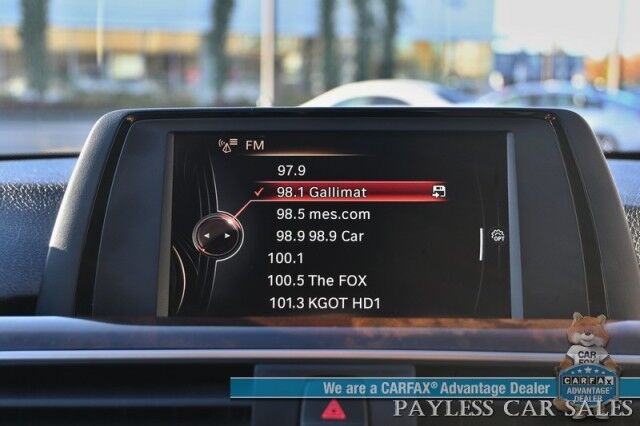 FM
97.9
98.1 Gallimat
98.5 mes.com
98.9 98.9 Car
100.1
OPT
100.5 The FOX
101.3 KGOT HD1
CAR
FOX
CARFAX
ADVANTAGE
DEALER
We are a CARFAX® Advantage Dealer
PAYLESS CAR SALES